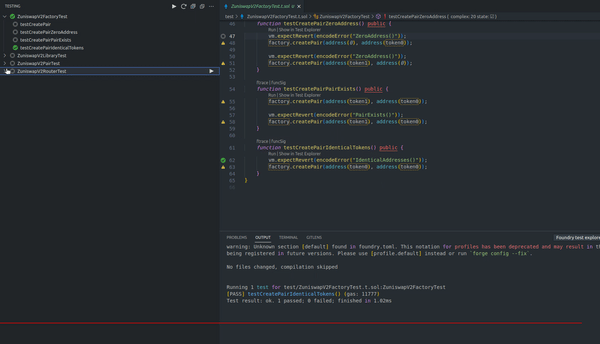 TESTING
ZuniswapV2FactoryTest
testCreatePair
testCreatePairZeroAddress
testCreatePairPairExists
testCreatePairIdenticalTokens
ZuniswapV2LibraryTest
ZuniswapV2PairTest
ZuniswapV2RouterTest
ZuniswapV2FactoryTest.t.sol
test > ZuniswapV2FactoryTest.t.sol > ZuniswapV2FactoryTest > testCreatePairZeroAddress
46 function testCreatePairZeroAddress() public {
Run | Show in Test Explorer
47 vm.expectRevert(encodeError("ZeroAddress()"));
48 factory.createPair(address(0), address(token0));
49
50 vm.expectRevert(encodeError("ZeroAddress()"));
51 factory.createPair(address(token1), address(0));
52 }
53
ftrace | funcSig
54 function testCreatePairPairExists() public {
Run | Show in Test Explorer
55 factory.createPair(address(token1), address(token0));
56
57 vm.expectRevert(encodeError("PairExists()"));
58 factory.createPair(address(token1), address(token0));
59 }
60
ftrace | funcSig
61 function testCreatePairIdenticalTokens() public {
Run | Show in Test Explorer
62 vm.expectRevert(encodeError("IdenticalAddresses()"));
63 factory.createPair(address(token0), address(token0));
64 }
65 }
66
PROBLEMS OUTPUT TERMINAL GITLENS
Foundry test explore
warning: Unknown section [default] found in foundry.toml. This notation for profiles has been deprecated and may result in th
being registered in future versions. Please use [profile.default] instead or run `forge config --fix`.
No files changed, compilation skipped
Running 1 test for test/ZuniswapV2FactoryTest.t.sol:ZuniswapV2FactoryTest
[PASS] testCreatePairIdenticalTokens() (gas: 11777)
Test result: ok. 1 passed; 0 failed; finished in 1.02ms